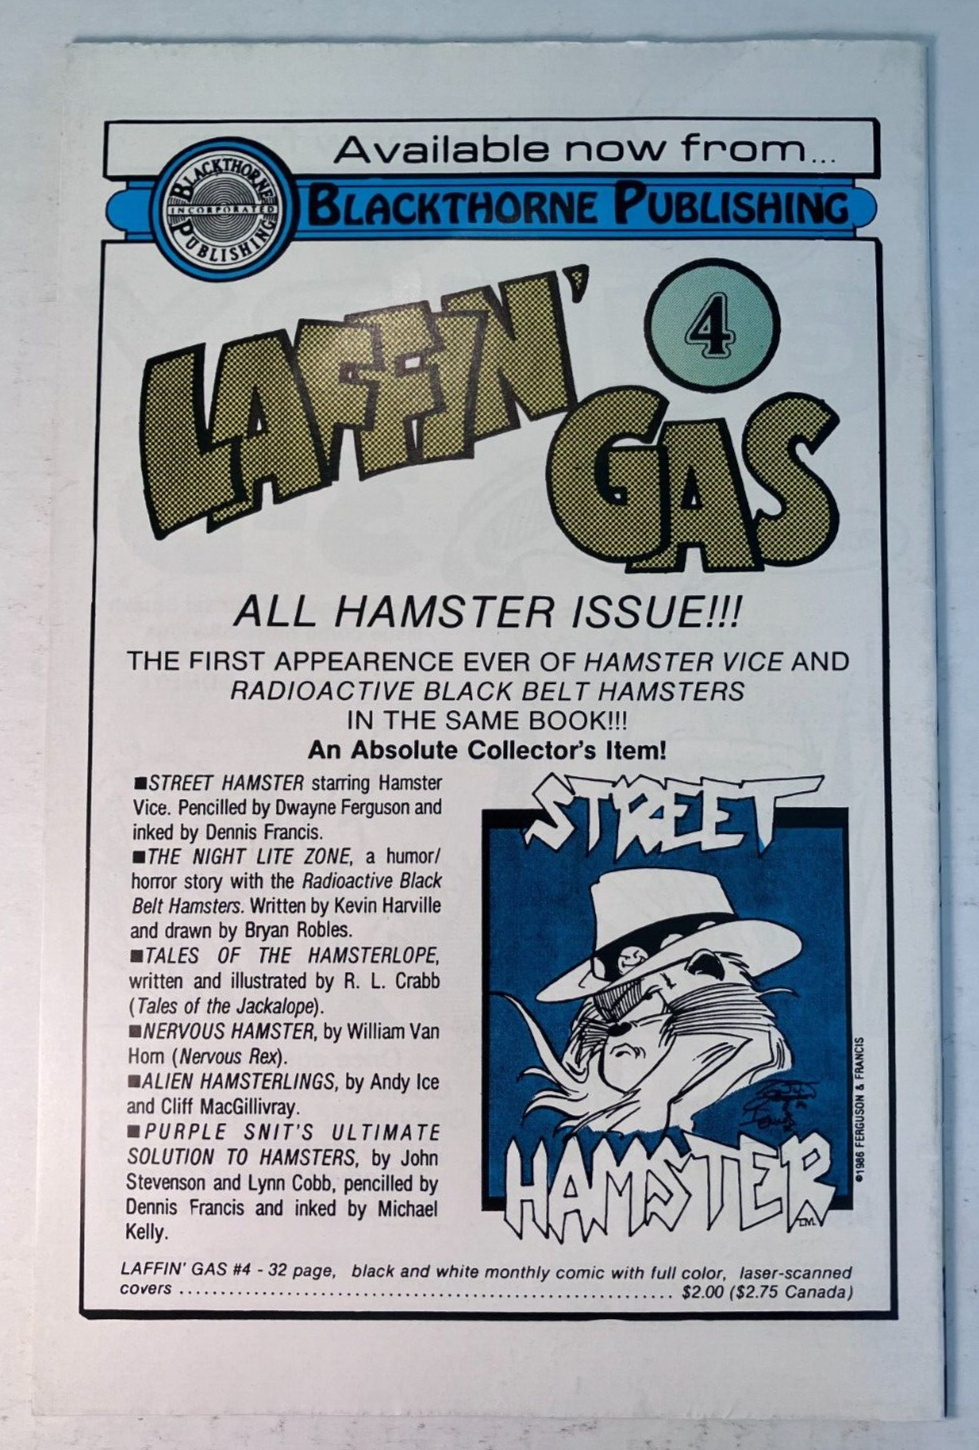 Available now from...
BLACKTHORNE
INCORPORATED
PUBLISHING
BLACKTHORNE PUBLISHING
LAFFIN'
4
GAS
ALL HAMSTER ISSUE!!!
THE FIRST APPEARENCE EVER OF HAMSTER VICE AND
RADIOACTIVE BLACK BELT HAMSTERS
IN THE SAME BOOK!!!
An Absolute Collector's Item!
■STREET HAMSTER starring Hamster
Vice. Pencilled by Dwayne Ferguson and
inked by Dennis Francis.
■THE NIGHT LITE ZONE, a humor/
horror story with the Radioactive Black
Belt Hamsters. Written by Kevin Harville
and drawn by Bryan Robles.
■TALES OF THE HAMSTERLOPE,
written and illustrated by R. L. Crabb
(Tales of the Jackalope).
■NERVOUS HAMSTER, by William Van
Horn (Nervous Rex).
■ALIEN HAMSTERLINGS, by Andy Ice
and Cliff MacGillivray.
■PURPLE SNIT'S ULTIMATE
SOLUTION TO HAMSTERS, by John
Stevenson and Lynn Cobb, pencilled by
Dennis Francis and inked by Michael
Kelly.
STREET
HAMSTER
TM.
©1986 FERGUSON & FRANCIS
LAFFIN' GAS #4 - 32 page, black and white monthly comic with full color, laser-scanned
covers ............................................................ $2.00 ($2.75 Canada)